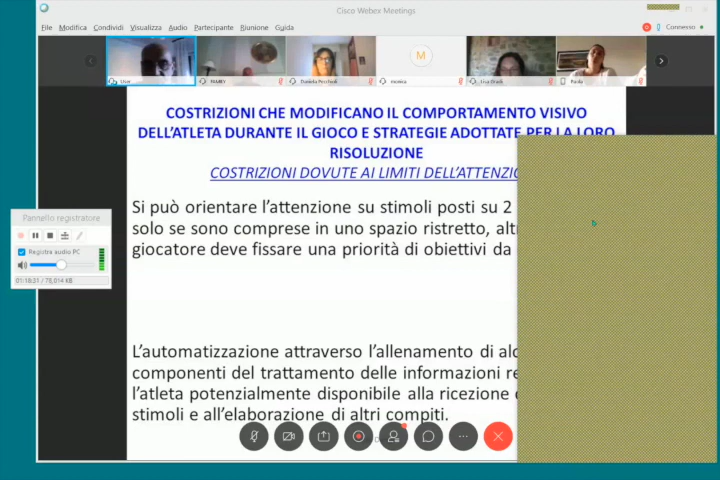 Cisco Webex Meetings
File Modifica Condividi Visualizza Audio Partecipante Riunione Guida
Connesso
User
Daniela Pecchioli
monica
Paola
M
COSTRIZIONI CHE MODIFICANO IL COMPORTAMENTO VISIVO
DELL'ATLETA DURANTE IL GIOCO E STRATEGIE ADOTTATE PER LA LORO
RISOLUZIONE
COSTRIZIONI DOVUTE AI LIMITI DELL'ATTENZIO
Si può orientare l'attenzione su stimoli posti su 2
solo se sono comprese in uno spazio ristretto, alt
giocatore deve fissare una priorità di obiettivi da
Pannello registratore
Registra audio PC
01:18:31 / 78,014 KB
L'automatizzazione attraverso l'allenamento di alc
componenti del trattamento delle informazioni re
l'atleta potenzialmente disponibile alla ricezione
stimoli e all'elaborazione di altri compiti.